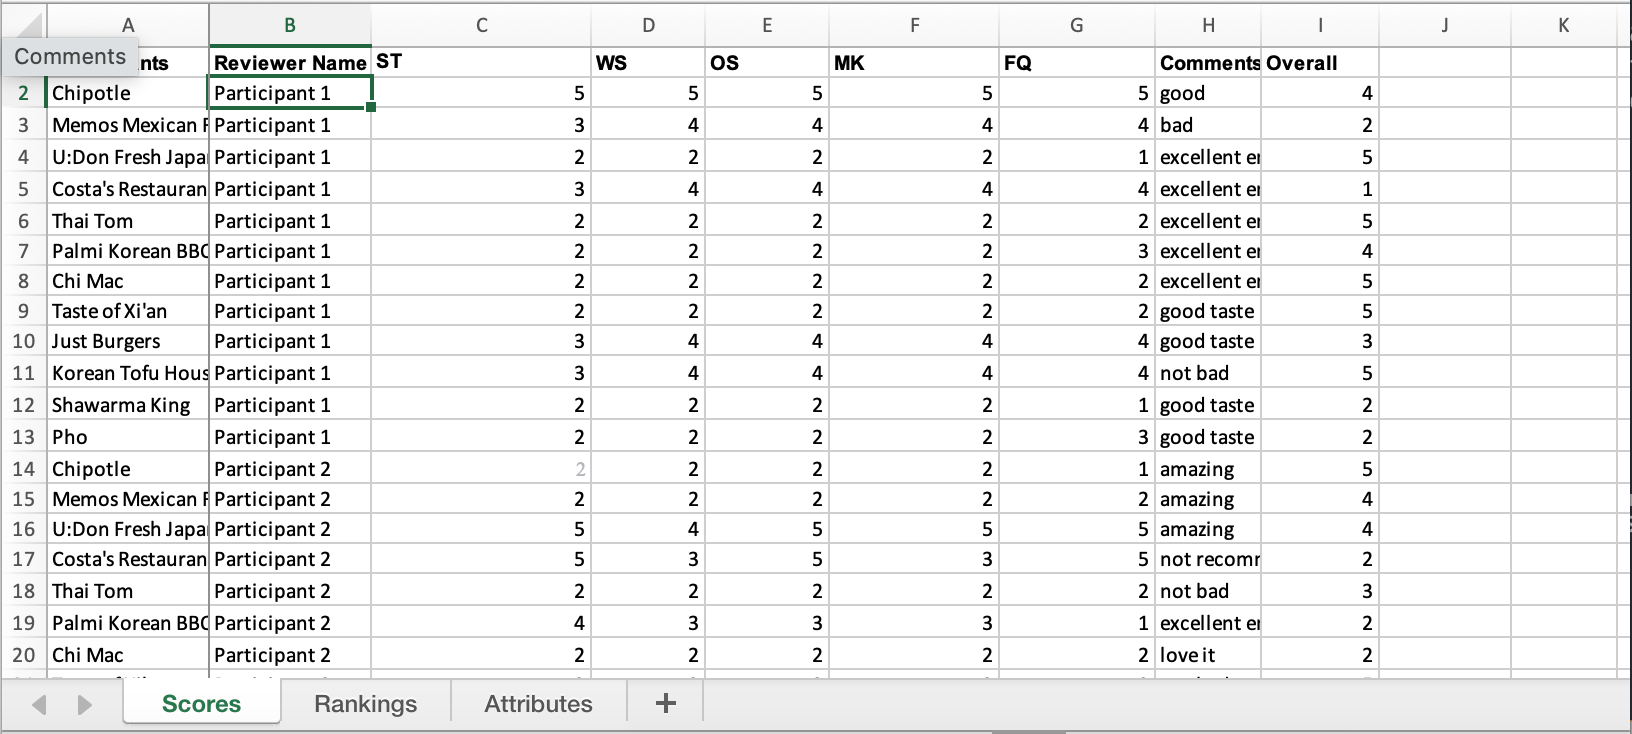 A B C D E F G H I J K
Comments nts Reviewer Name ST WS OS MK FQ Comments Overall
2 Chipotle Participant 1 5 5 5 5 5 good 4
3 Memos Mexican F Participant 1 3 4 4 4 4 bad 2
4 U:Don Fresh Japa Participant 1 2 2 2 2 1 excellent er 5
5 Costa's Restauran Participant 1 3 4 4 4 4 excellent er 1
6 Thai Tom Participant 1 2 2 2 2 2 excellent er 5
7 Palmi Korean BBC Participant 1 2 2 2 2 3 excellent er 4
8 Chi Mac Participant 1 2 2 2 2 2 excellent er 5
9 Taste of Xi'an Participant 1 2 2 2 2 2 good taste 5
10 Just Burgers Participant 1 3 4 4 4 4 good taste 3
11 Korean Tofu Hous Participant 1 3 4 4 4 4 not bad 5
12 Shawarma King Participant 1 2 2 2 2 1 good taste 2
13 Pho Participant 1 2 2 2 2 3 good taste 2
14 Chipotle Participant 2 2 2 2 2 1 amazing 5
15 Memos Mexican F Participant 2 2 2 2 2 2 amazing 4
16 U:Don Fresh Japa Participant 2 5 4 5 5 5 amazing 4
17 Costa's Restauran Participant 2 5 3 5 3 5 not recomr 2
18 Thai Tom Participant 2 2 2 2 2 2 not bad 3
19 Palmi Korean BBC Participant 2 4 3 3 3 1 excellent er 2
20 Chi Mac Participant 2 2 2 2 2 2 love it 2
Scores Rankings Attributes +